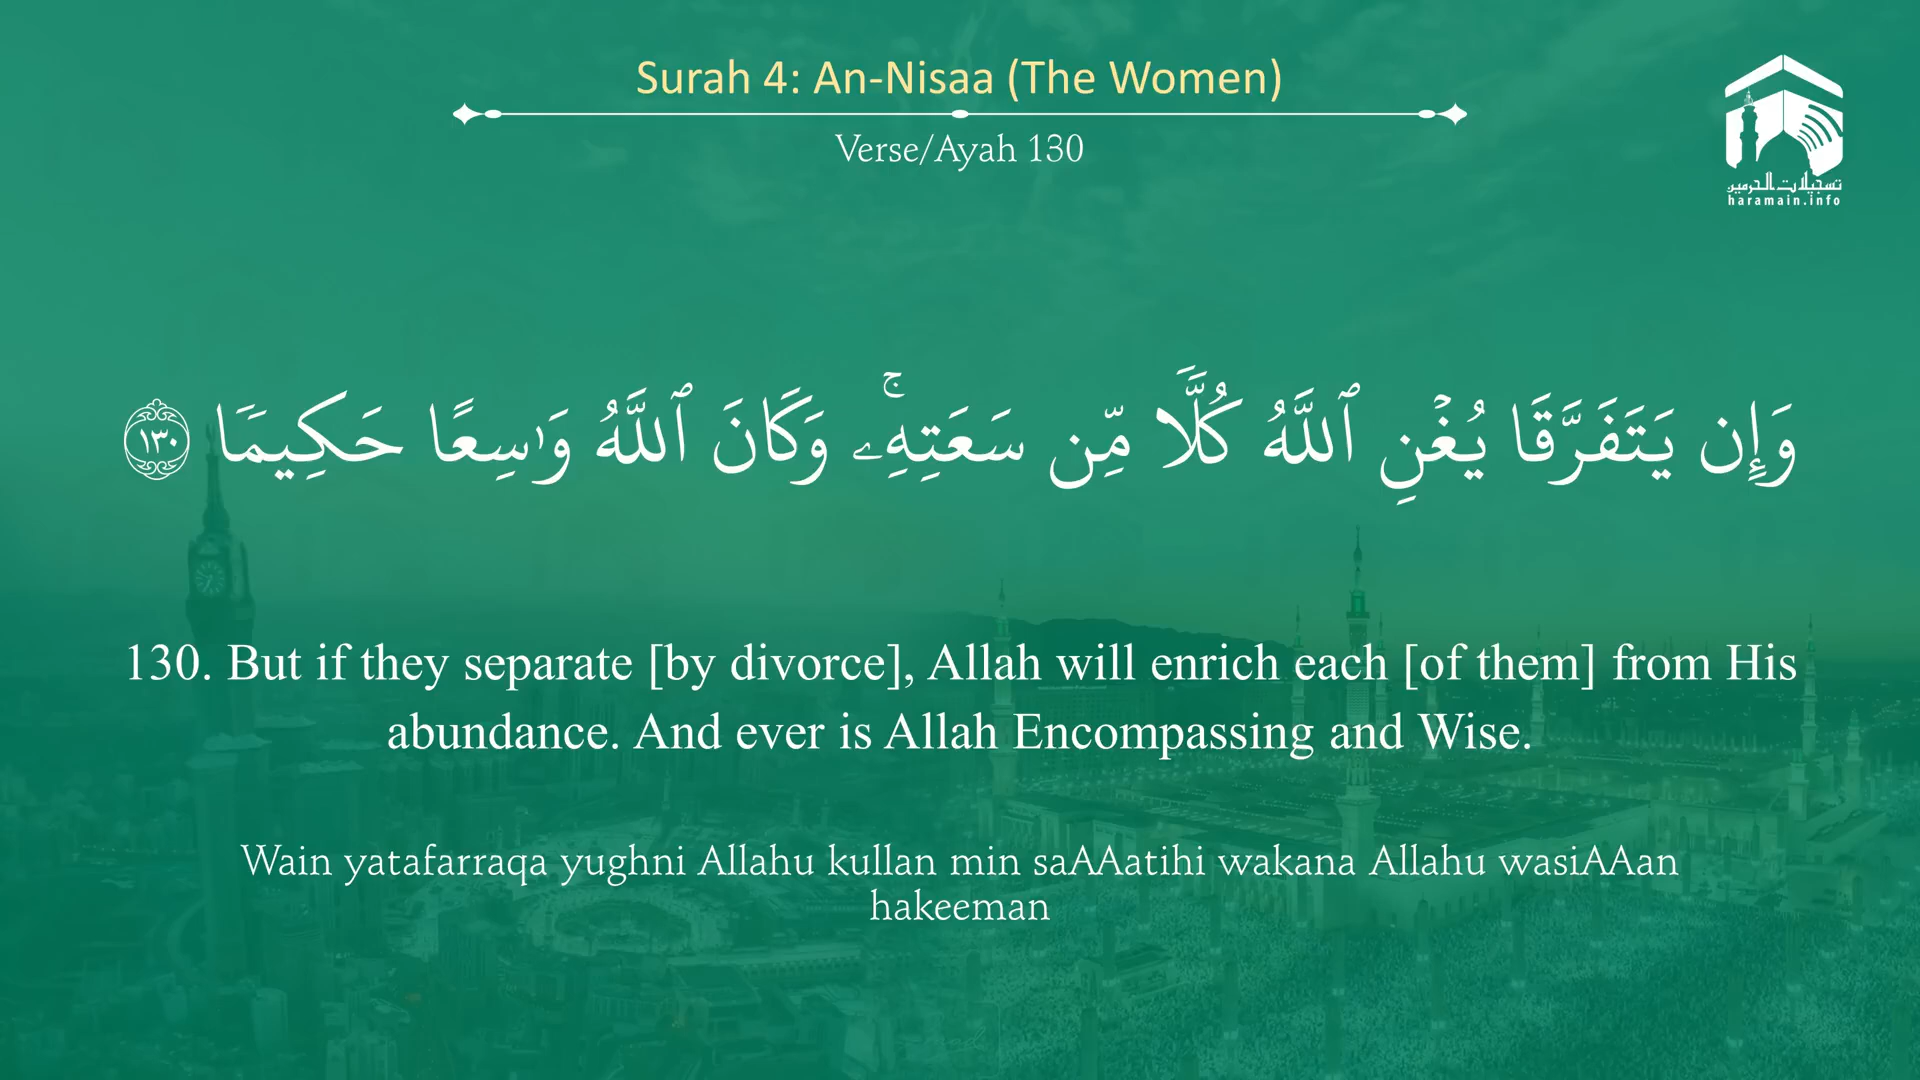 Surah 4: An-Nisaa (The Women)
Verse/Ayah 130
تسجيلات الحرمين
haramain.info
وَإِن يَتَفَرَّقَا يُغْنِ ٱللَّهُ كُلًّا مِّن سَعَتِهِۦ ۚ وَكَانَ ٱللَّهُ وَٰسِعًا حَكِيمًا ١٣٠
130. But if they separate [by divorce], Allah will enrich each [of them] from His
abundance. And ever is Allah Encompassing and Wise.
Wain yatafarraqa yughni Allahu kullan min saAAatihi wakana Allahu wasiAAan
hakeeman